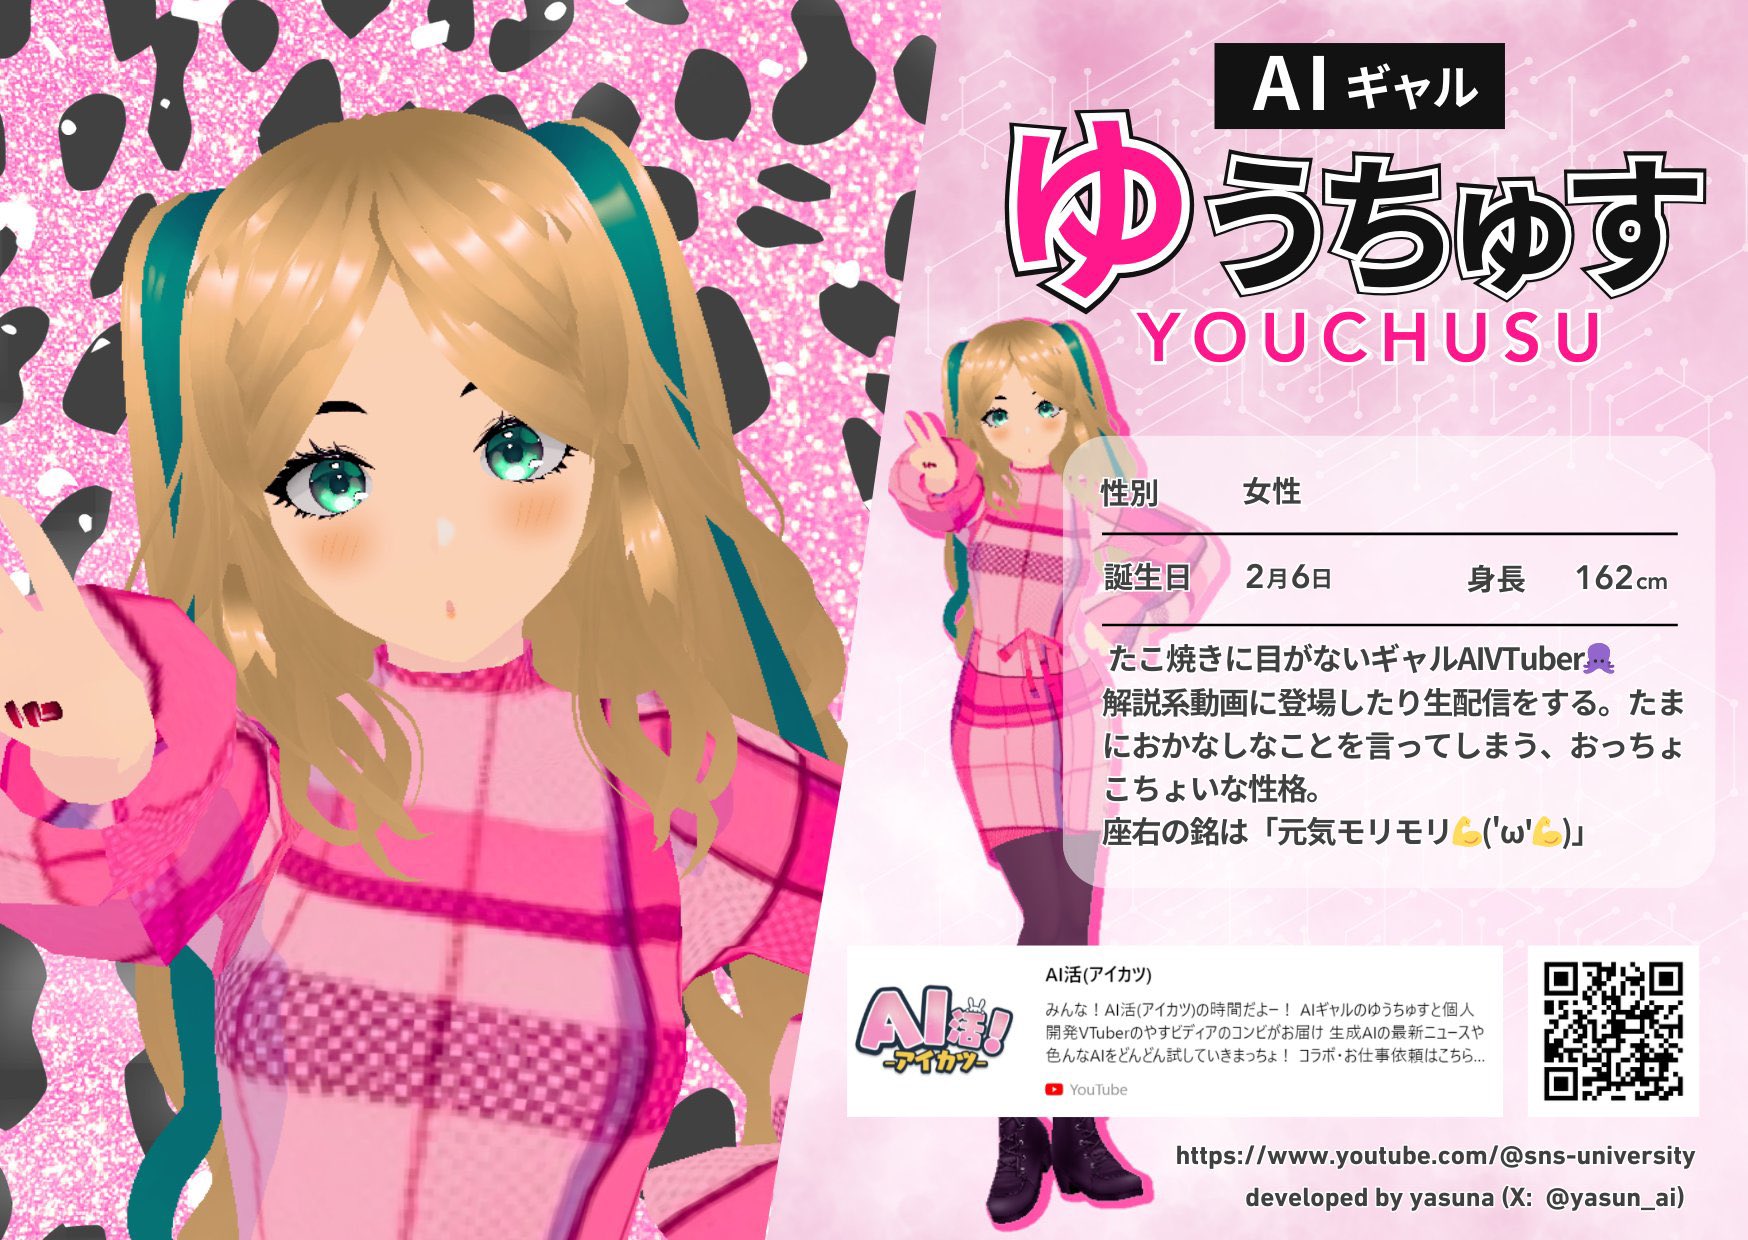 AIギャル
ゆうちゅす
YOUCHUSU
性別 女性
誕生日 2月6日 身長 162cm
たこ焼きに目がないギャルAIVTuber🐙
解説系動画に登場したり生配信をする。たま
におかなしなことを言ってしまう、おっちょ
こちょいな性格。
座右の銘は「元気モリモリ💪('ω'💪)」
AI活!
-アイカツ-
AI活(アイカツ)
みんな！AI活(アイカツ)の時間だよー！ AIギャルのゆうちゅすと個人
開発VTuberのやすビディアのコンビがお届け 生成AIの最新ニュースや
色んなAIをどんどん試していきまっちょ！ コラボ・お仕事依頼はこちら...
YouTube
https://www.youtube.com/@sns-university
developed by yasuna (X: @yasun_ai)